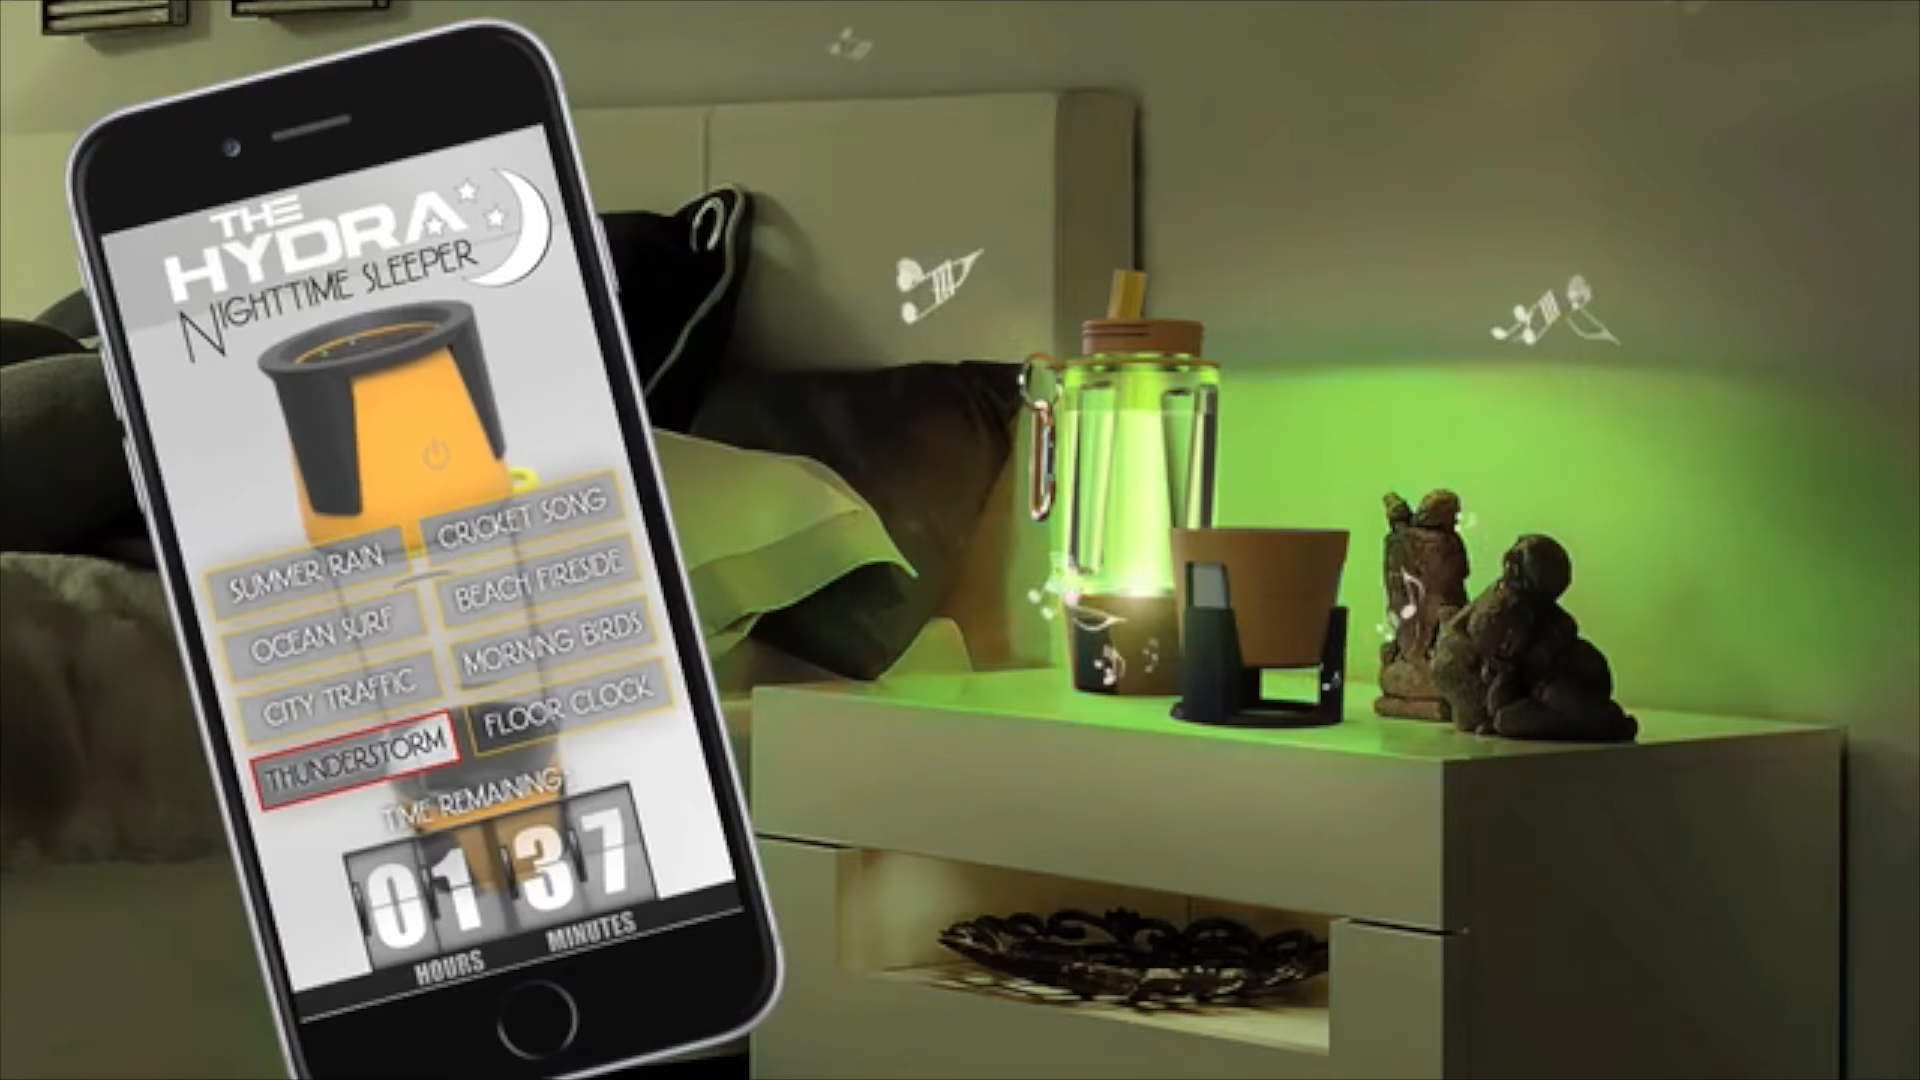 THE
HYDRA
NIGHTTIME SLEEPER
SUMMER RAIN
CRICKET SONG
OCEAN SURF
BEACH FIRESIDE
CITY TRAFFIC
MORNING BIRDS
THUNDERSTORM
FLOOR CLOCK
TIME REMAINING
01 37
HOURS MINUTES